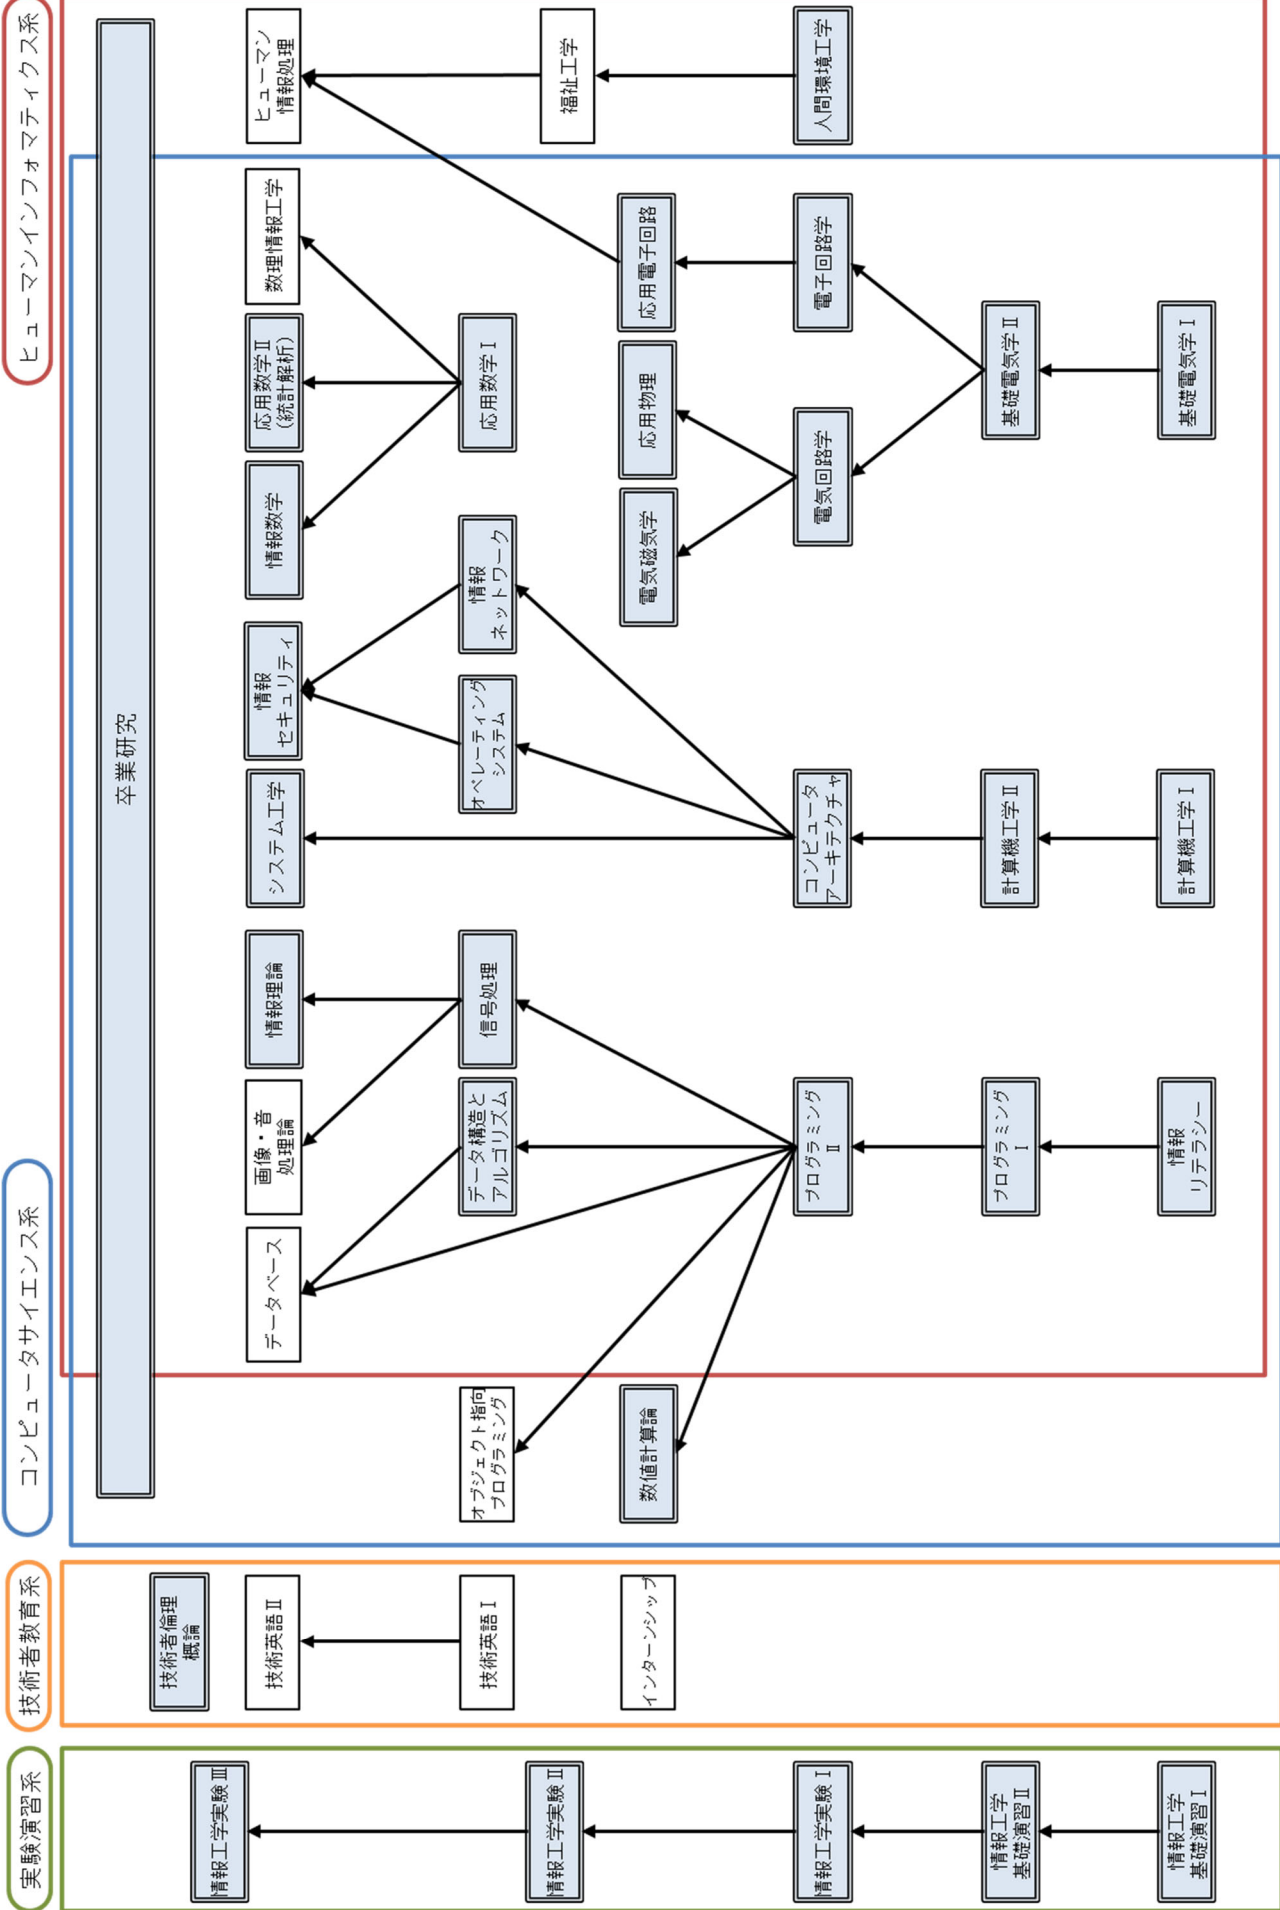 実験演習系
技術者教育系
コンピュータサイエンス系
ヒューマンインフォマティクス系
卒業研究
技術者倫理
概論
情報工学実験Ⅲ
技術英語Ⅱ
データベース
画像・音
処理論
情報理論
システム工学
情報
セキュリティ
情報数学
応用数学Ⅱ
(統計解析)
数理情報工学
ヒューマン
情報処理
技術英語Ⅰ
オブジェクト指向
プログラミング
データ構造と
アルゴリズム
信号処理
オペレーティング
システム
情報
ネットワーク
応用数学Ⅰ
情報工学実験Ⅱ
福祉工学
インターンシップ
数値計算論
電気磁気学
応用物理
応用電子回路
情報工学実験Ⅰ
プログラミング
Ⅱ
コンピュータ
アーキテクチャ
電気回路学
電子回路学
人間環境工学
情報工学
基礎演習Ⅱ
プログラミング
Ⅰ
計算機工学Ⅱ
基礎電気学Ⅱ
情報工学
基礎演習Ⅰ
情報
リテラシー
計算機工学Ⅰ
基礎電気学Ⅰ